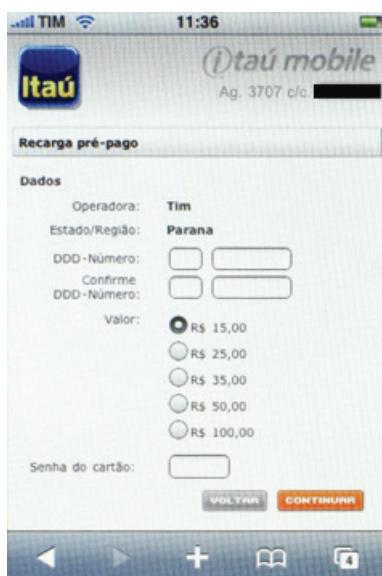 TIM 11:36
Itaú
itaú mobile
Ag. 3707 c/c
Recarga pré-pago
Dados
Operadora: Tim
Estado/Região: Parana
DDD-Número:
Confirme
DDD-Número:
Valor: R$ 15,00
R$ 25,00
R$ 35,00
R$ 50,00
R$ 100,00
Senha do cartão:
VOLTAR CONTINUAR
4